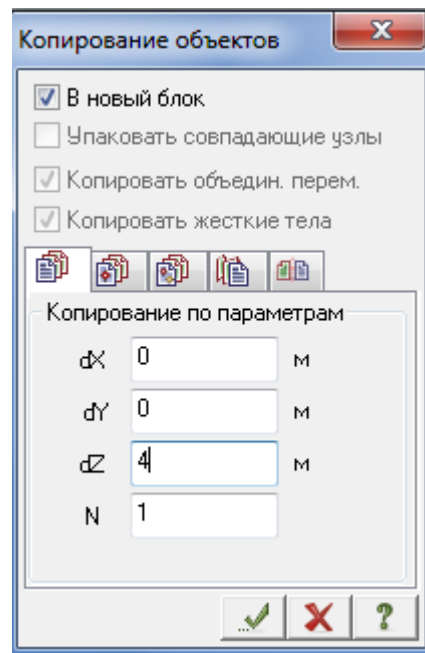 Копирование объектов
В новый блок
Упаковать совпадающие узлы
Копировать объедин. перем.
Копировать жесткие тела
Копирование по параметрам
dX 0 м
dY 0 м
dZ 4 м
N 1
?